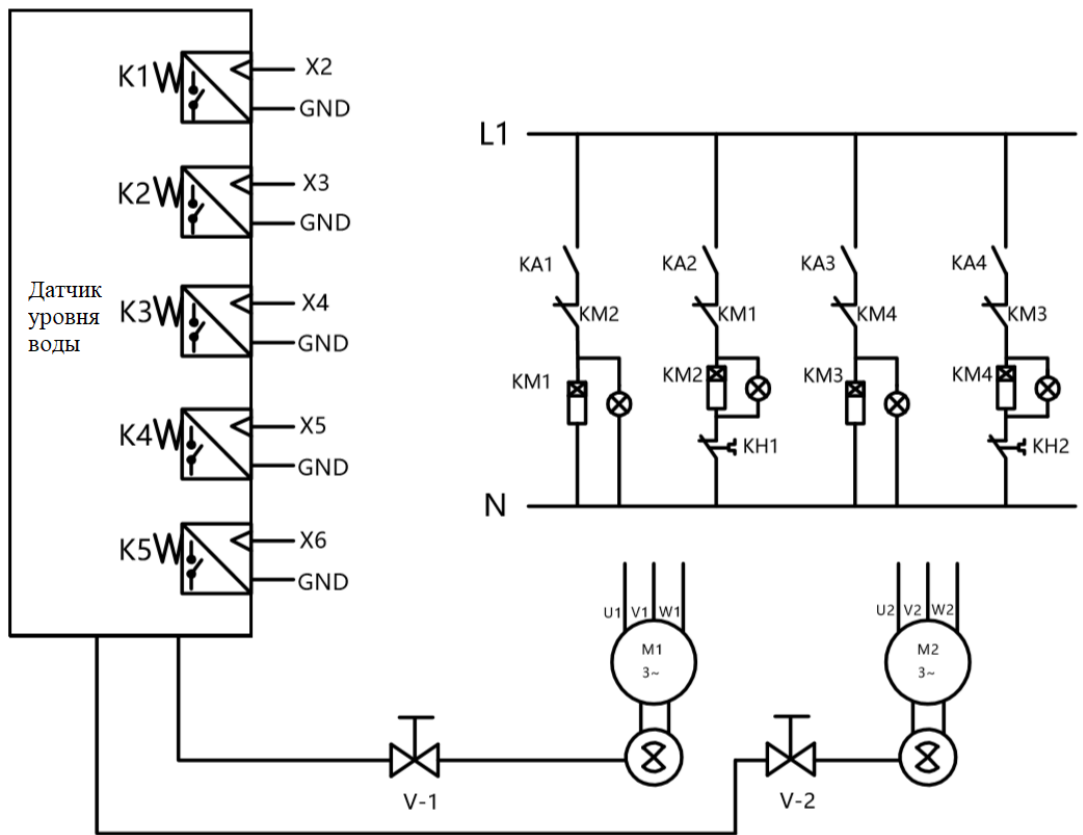 K1
X2
GND
K2
X3
GND
Датчик
уровня
воды
K3
X4
GND
K4
X5
GND
K5
X6
GND
L1
KA1
KA2
KA3
KA4
KM2
KM1
KM4
KM3
KM1
KM2
KM3
KM4
KH1
KH2
N
U1 V1 W1
M1
3~
U2 V2 W2
M2
3~
V-1
V-2